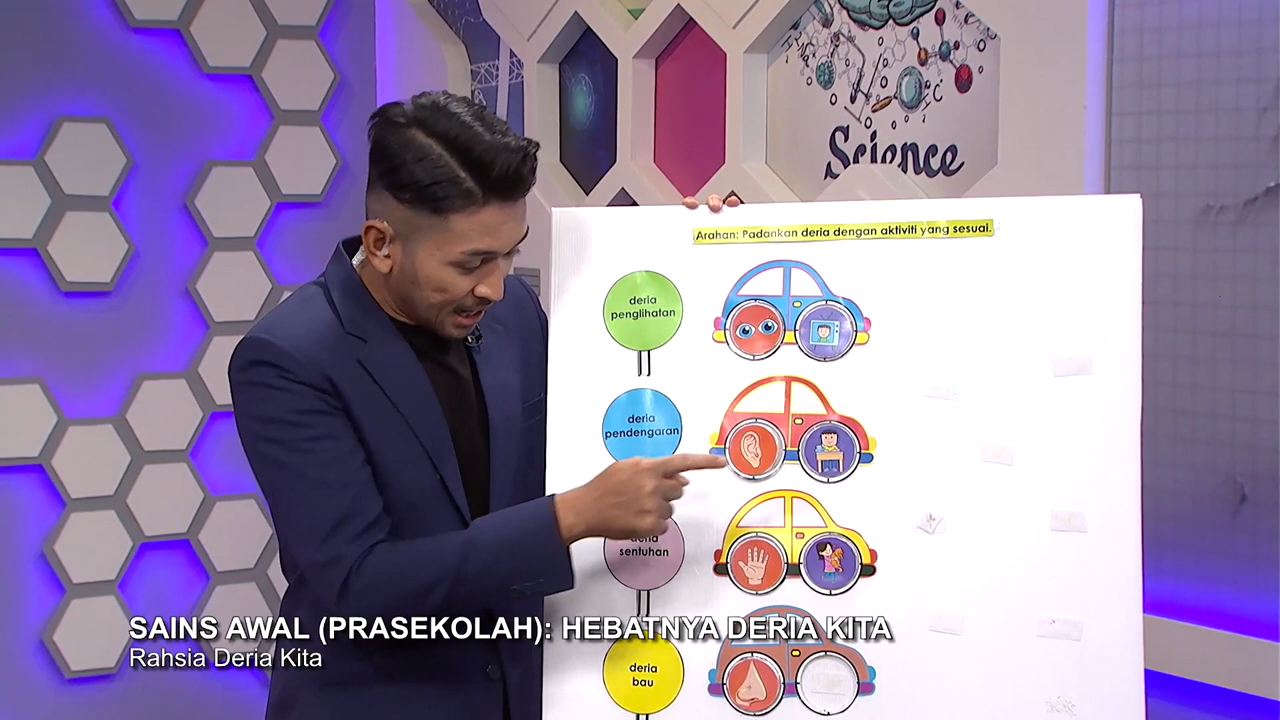 Science
Arahan: Padankan deria dengan aktiviti yang sesuai.
deria
penglihatan
deria
pendengaran
deria
sentuhan
deria
bau
SAINS AWAL (PRASEKOLAH): HEBATNYA DERIA KITA
Rahsia Deria Kita